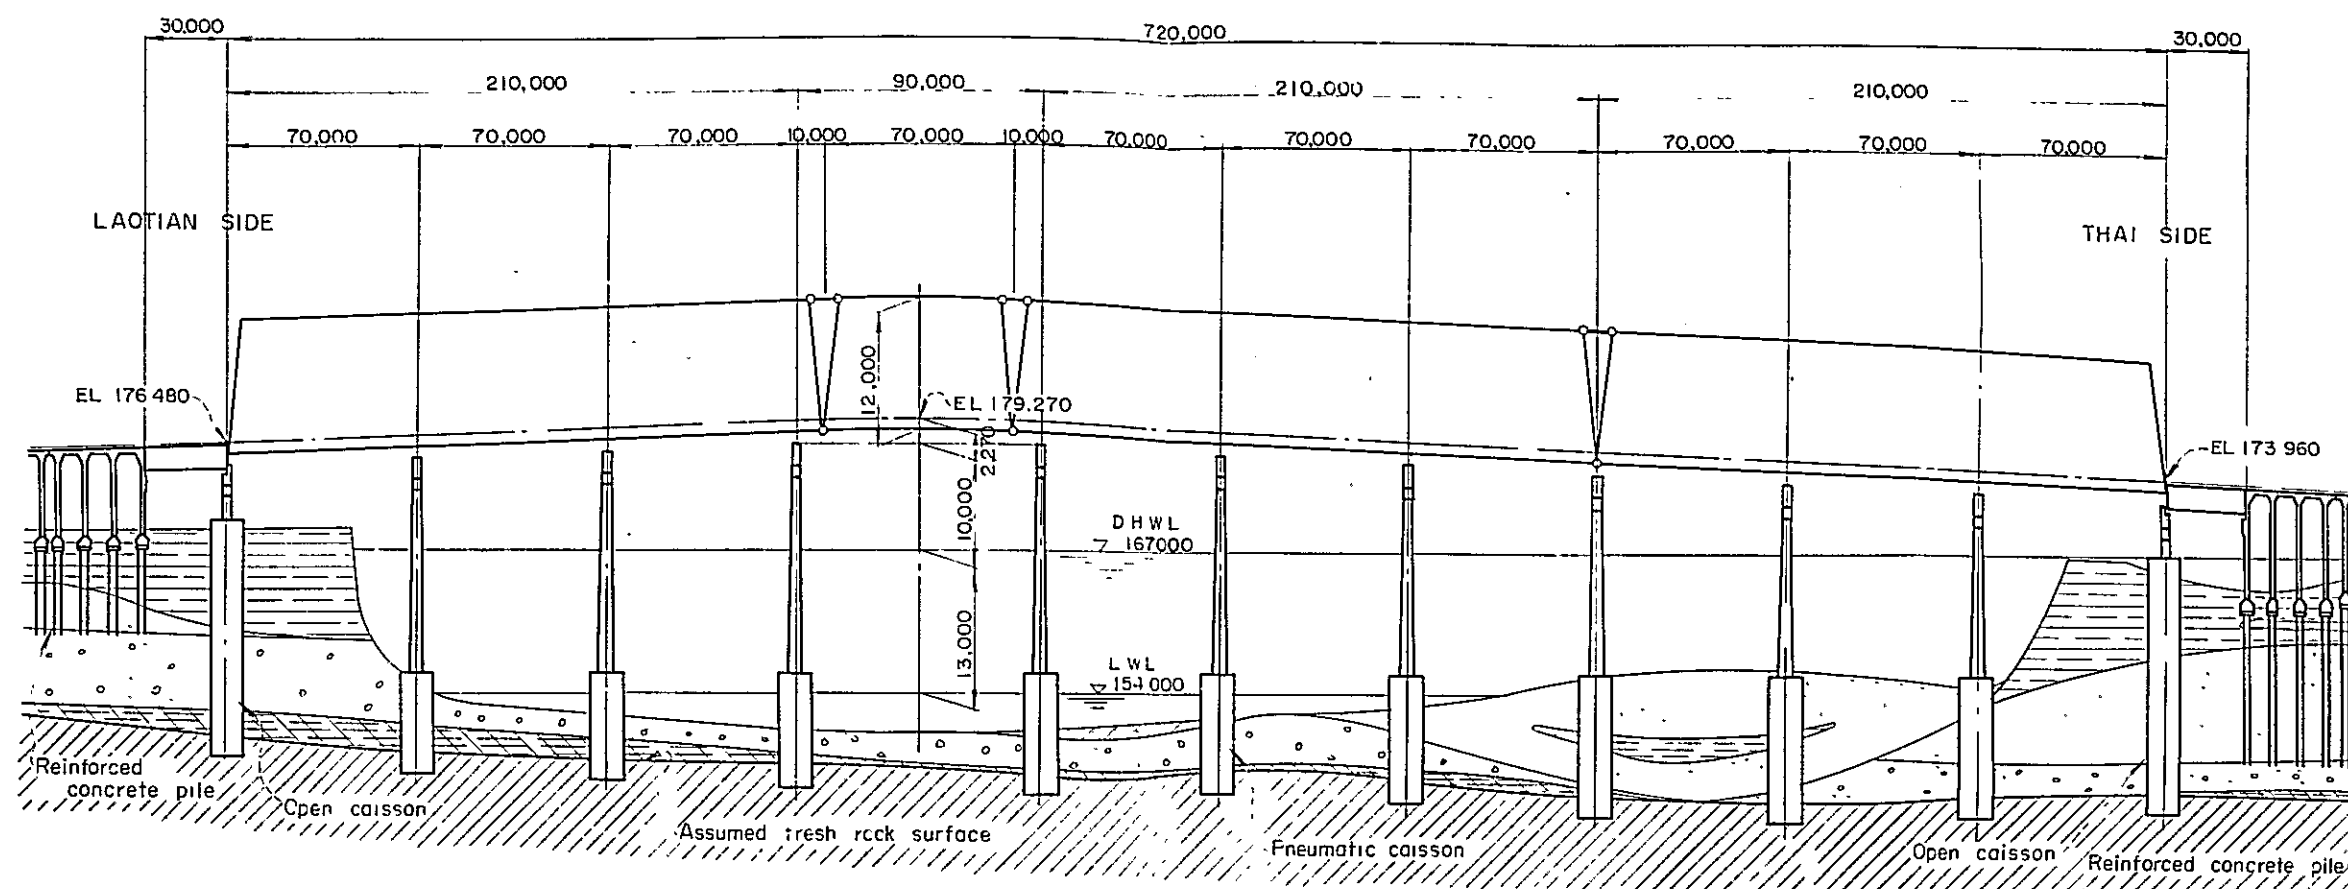 30.000 720,000 30,000
210,000 90,000 210,000 210,000
70,000 70,000 70,000 10,000 70,000 10,000 70,000 70,000 70,000 70,000 70,000 70,000
LAOTIAN SIDE
THAI SIDE
12,000
EL 176 480
EL 179.270
2.270
EL 173 960
10,000
DHWL
167000
13,000
LWL
154 000
Reinforced
concrete pile
Open caisson
Assumed fresh rock surface
Pneumatic caisson
Open caisson
Reinforced concrete pile